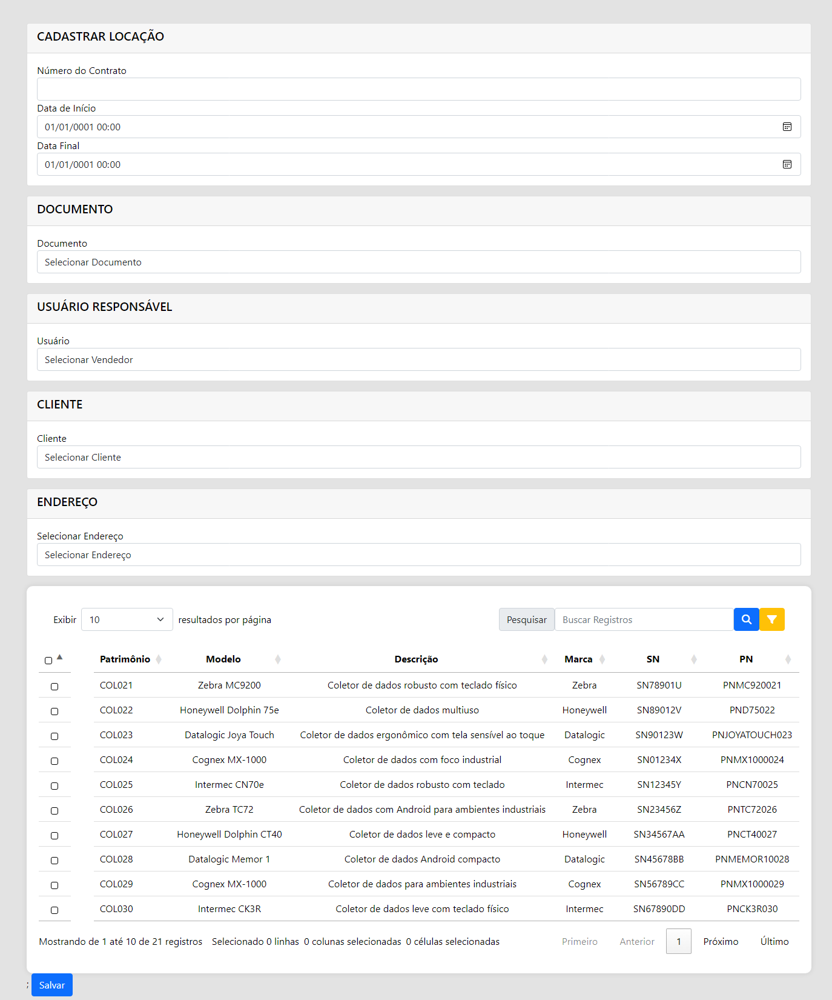 CADASTRAR LOCAÇÃO
Número do Contrato
Data de Início
01/01/0001 00:00
Data Final
01/01/0001 00:00
DOCUMENTO
Documento
Selecionar Documento
USUÁRIO RESPONSÁVEL
Usuário
Selecionar Vendedor
CLIENTE
Cliente
Selecionar Cliente
ENDEREÇO
Selecionar Endereço
Selecionar Endereço
Exibir 10 resultados por página Pesquisar Buscar Registros
Patrimônio Modelo Descrição Marca SN PN
COL021 Zebra MC9200 Coletor de dados robusto com teclado físico Zebra SN78901U PNMC920021
COL022 Honeywell Dolphin 75e Coletor de dados multiuso Honeywell SN89012V PND75022
COL023 Datalogic Joya Touch Coletor de dados ergonômico com tela sensível ao toque Datalogic SN90123W PNJOYATOUCH023
COL024 Cognex MX-1000 Coletor de dados com foco industrial Cognex SN01234X PNMX1000024
COL025 Intermec CN70e Coletor de dados robusto com teclado Intermec SN12345Y PNCN70025
COL026 Zebra TC72 Coletor de dados com Android para ambientes industriais Zebra SN23456Z PNTC72026
COL027 Honeywell Dolphin CT40 Coletor de dados leve e compacto Honeywell SN34567AA PNCT40027
COL028 Datalogic Memor 1 Coletor de dados Android compacto Datalogic SN45678BB PNMEMOR10028
COL029 Cognex MX-1000 Coletor de dados para ambientes industriais Cognex SN56789CC PNMX1000029
COL030 Intermec CK3R Coletor de dados leve com teclado físico Intermec SN67890DD PNCK3R030
Mostrando de 1 até 10 de 21 registros Selecionado 0 linhas 0 colunas selecionadas 0 células selecionadas Primeiro Anterior 1 Próximo Último
; Salvar